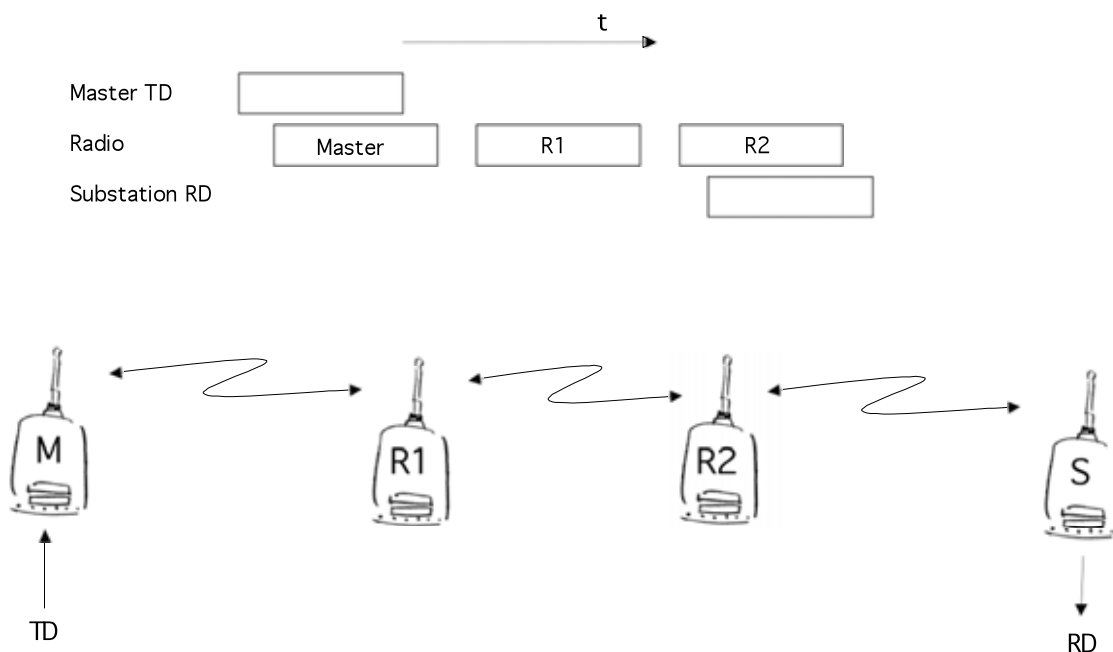 t
Master TD
Radio
Master
R1
R2
Substation RD
M
R1
R2
S
TD
RD